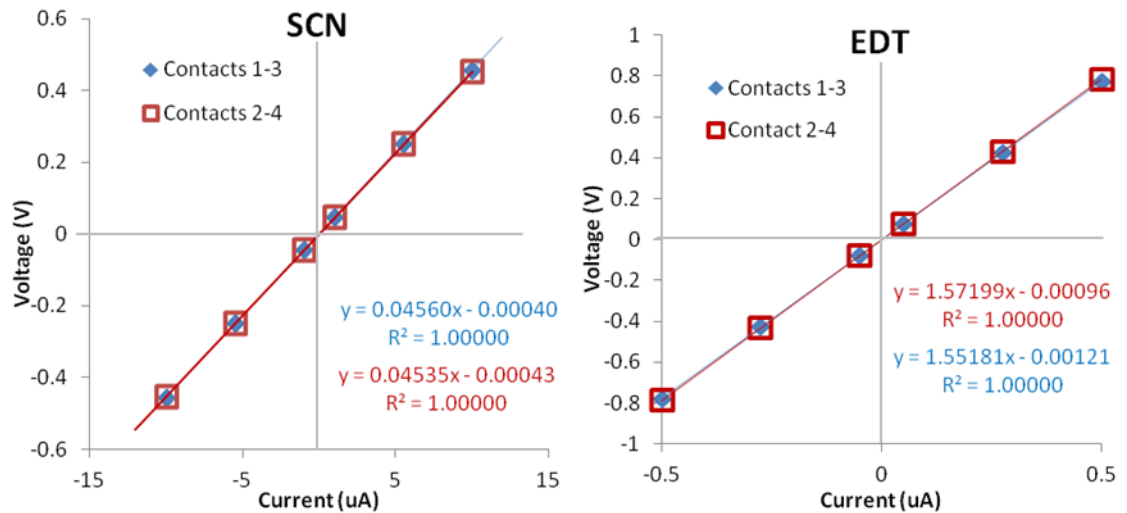 SCN
Contacts 1-3
Contacts 2-4
0.6
0.4
0.2
0
-0.2
-0.4
-0.6
Voltage (V)
y = 0.04560x - 0.00040
R² = 1.00000
y = 0.04535x - 0.00043
R² = 1.00000
-15
-5
5
15
Current (uA)
EDT
Contacts 1-3
Contact 2-4
1
0.8
0.6
0.4
0.2
0
-0.2
-0.4
-0.6
-0.8
-1
Voltage (V)
y = 1.57199x - 0.00096
R² = 1.00000
y = 1.55181x - 0.00121
R² = 1.00000
-0.5
0
0.5
Current (uA)